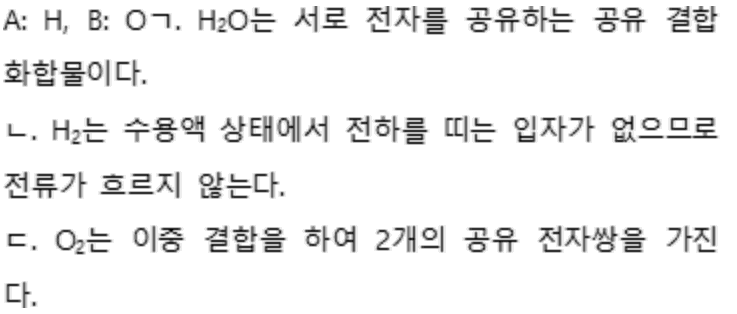 A: H, B: Oㄱ. H₂O는 서로 전자를 공유하는 공유 결합
화합물이다.
ㄴ. H₂는 수용액 상태에서 전하를 띠는 입자가 없으므로
전류가 흐르지 않는다.
ㄷ. O₂는 이중 결합을 하여 2개의 공유 전자쌍을 가진
다.